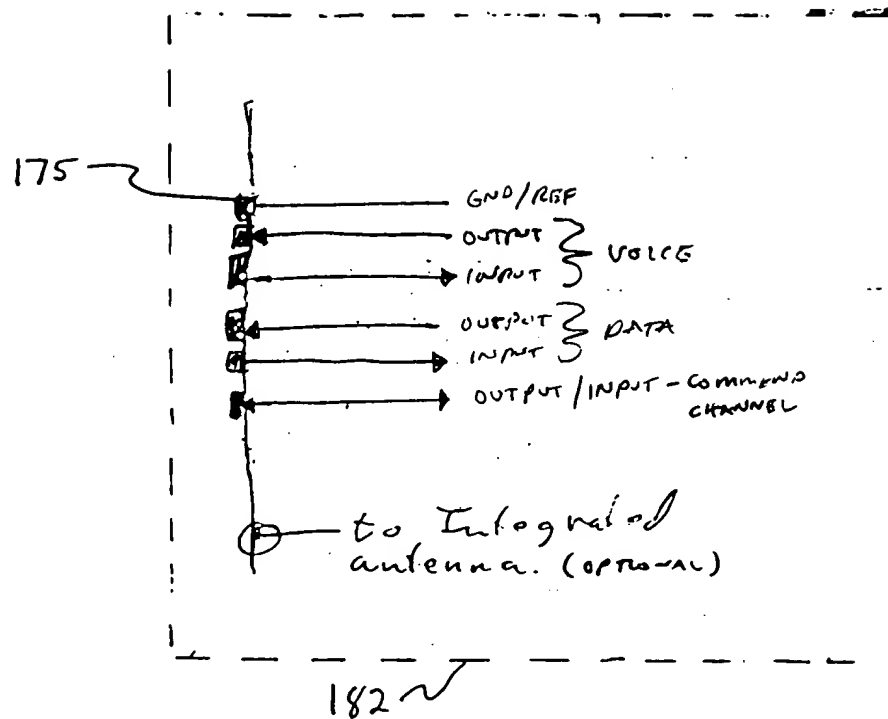 175
GND/REF
OUTPUT
VOICE
INPUT
OUTPUT
DATA
INPUT
OUTPUT/INPUT - COMMAND
CHANNEL
to Integrated
antenna. (OPTIONAL)
182